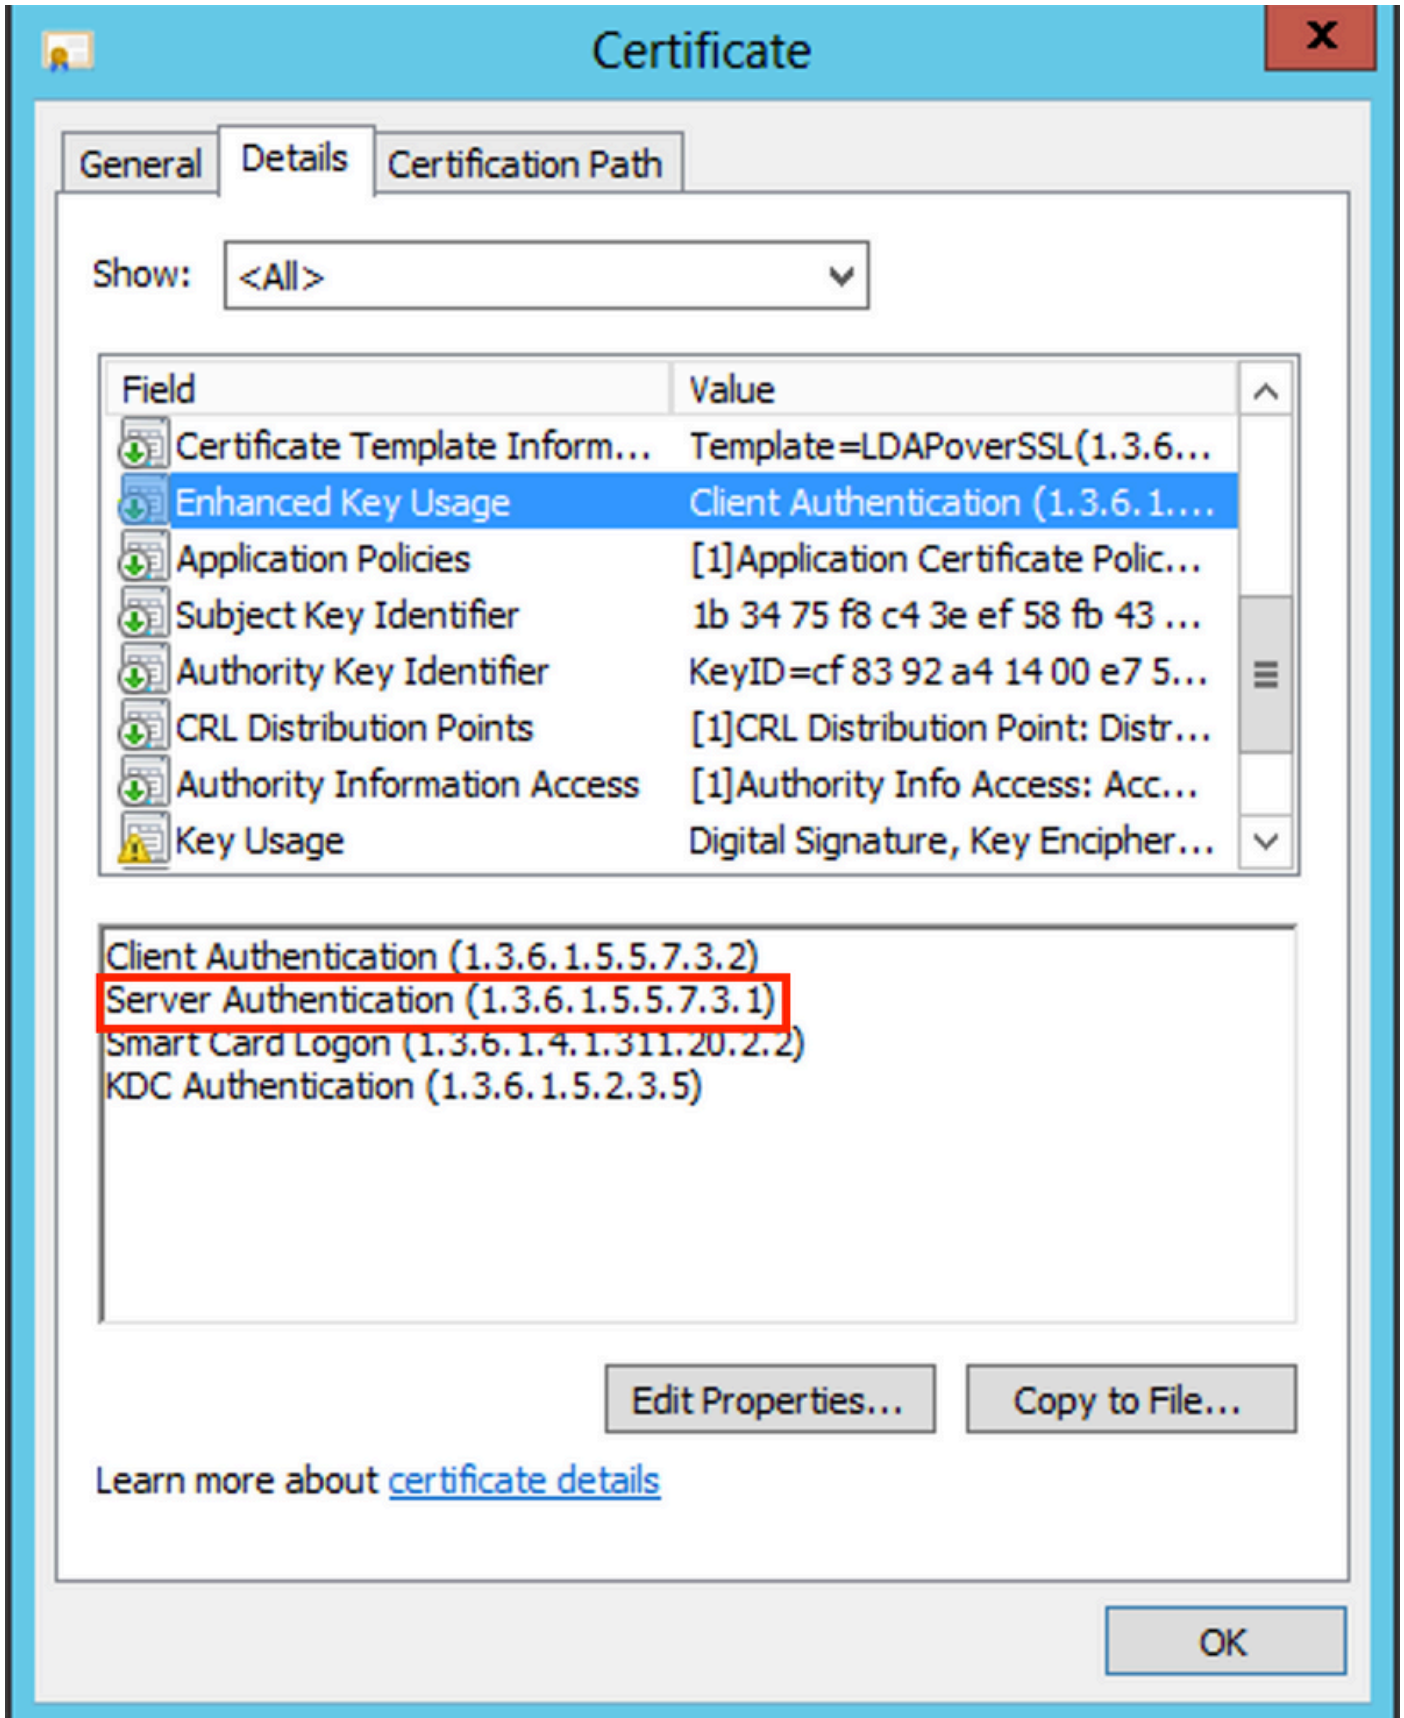 Certificate
x
General Details Certification Path
Show: <All>
Field Value
Certificate Template Inform... Template=LDAPoverSSL(1.3.6...
Enhanced Key Usage Client Authentication (1.3.6.1....
Application Policies [1]Application Certificate Polic...
Subject Key Identifier 1b 34 75 f8 c4 3e ef 58 fb 43 ...
Authority Key Identifier KeyID=cf 83 92 a4 14 00 e7 5...
CRL Distribution Points [1]CRL Distribution Point: Distr...
Authority Information Access [1]Authority Info Access: Acc...
Key Usage Digital Signature, Key Encipher...
Client Authentication (1.3.6.1.5.5.7.3.2)
Server Authentication (1.3.6.1.5.5.7.3.1)
Smart Card Logon (1.3.6.1.4.1.311.20.2.2)
KDC Authentication (1.3.6.1.5.2.3.5)
Edit Properties... Copy to File...
Learn more about certificate details
OK